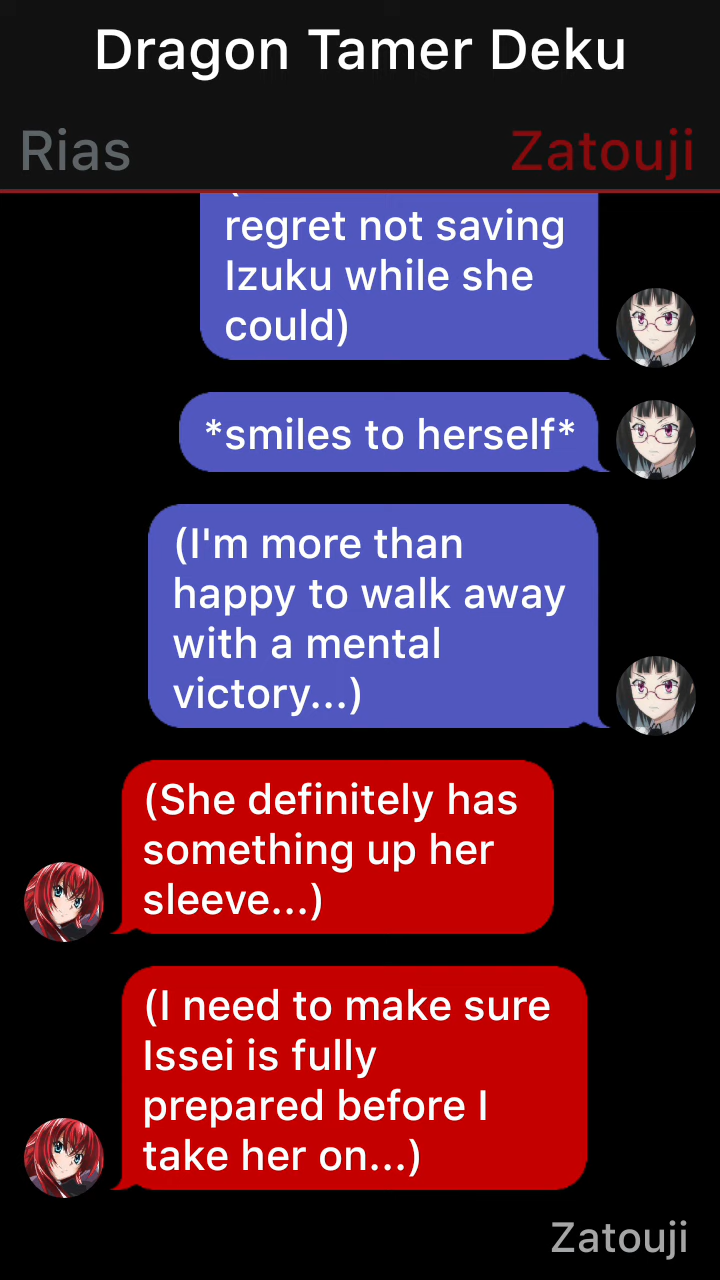 Dragon Tamer Deku
Rias
Zatouji
regret not saving
Izuku while she
could)
*smiles to herself*
(I'm more than
happy to walk away
with a mental
victory...)
(She definitely has
something up her
sleeve...)
(I need to make sure
Issei is fully
prepared before I
take her on...)
Zatouji